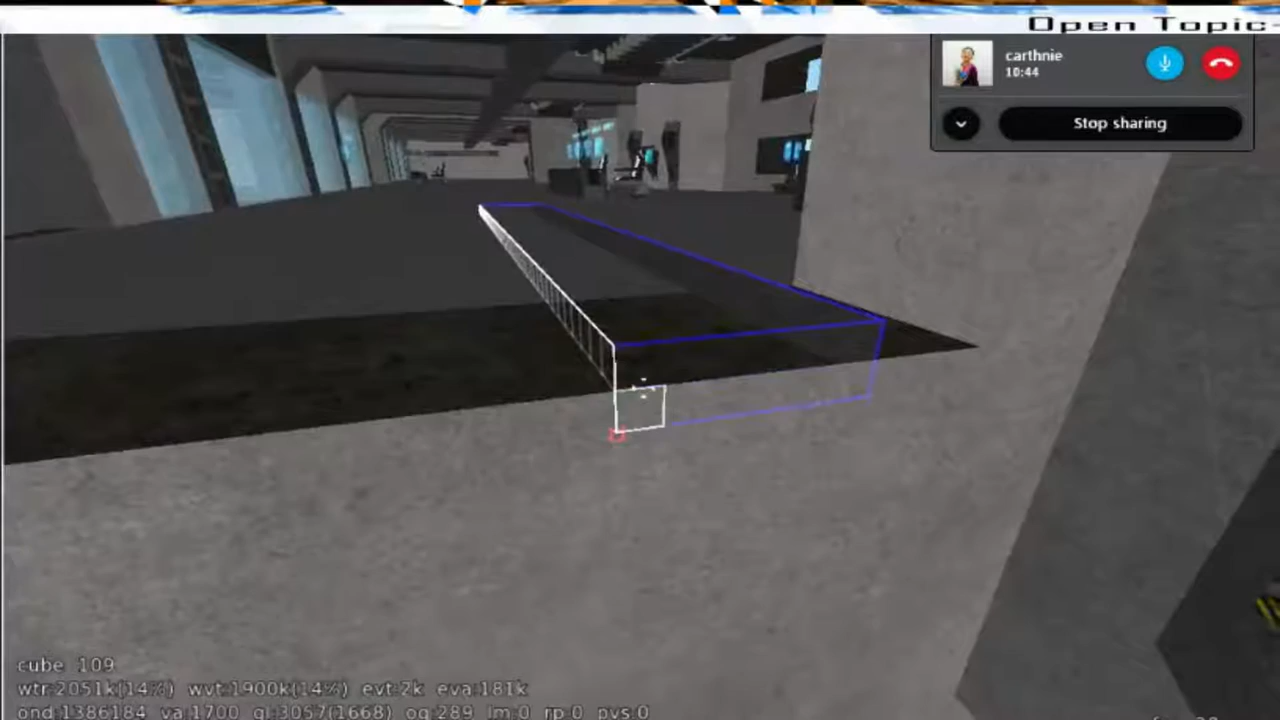 Open Topic-
carthnie
10:44
Stop sharing
cube 109
wtr:2051k(14%) wvt:1900k(14%) evt:2k eva:181k
ond:1386184 va:1700 gl:3057(1668) oq:289 lm:0 rp:0 pvs:0